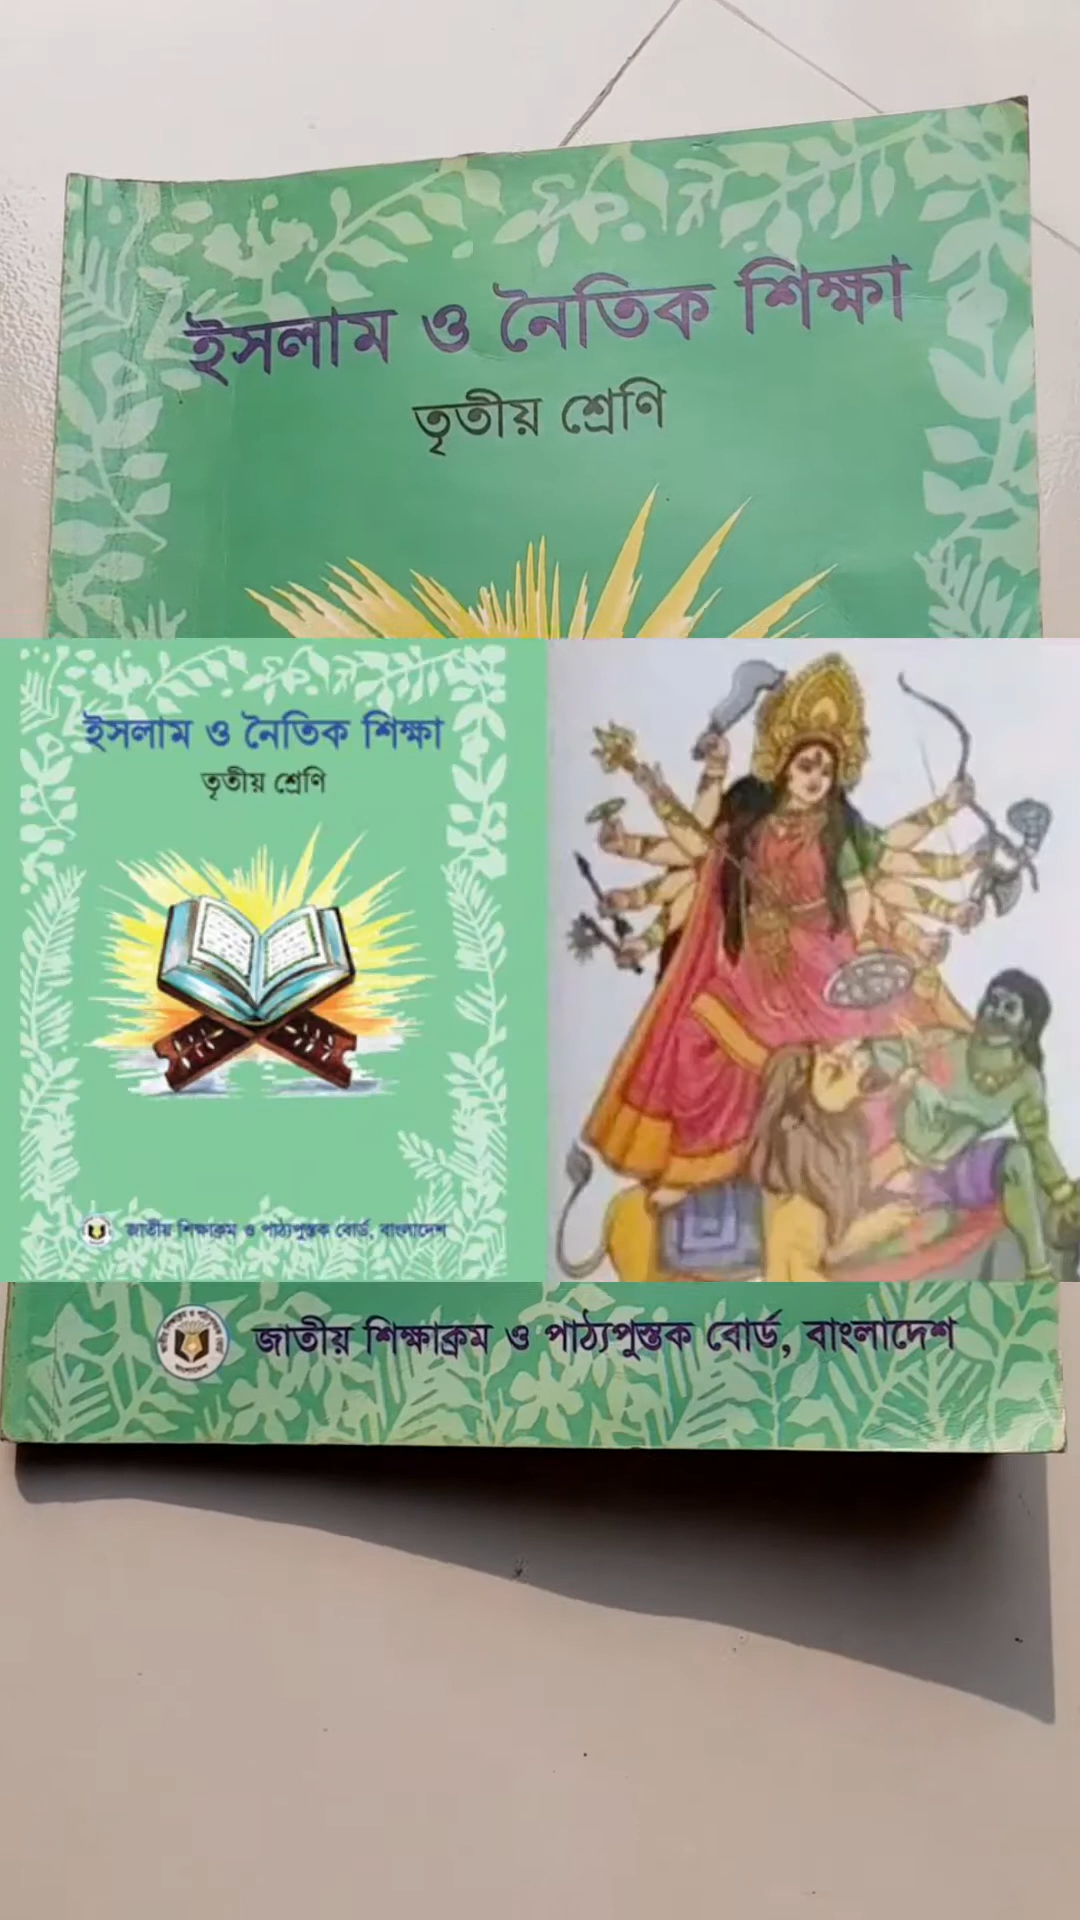 ইসলাম ও নৈতিক শিক্ষা
তৃতীয় শ্রেণি
ইসলাম ও নৈতিক শিক্ষা
তৃতীয় শ্রেণি
জাতীয় শিক্ষাক্রম ও পাঠ্যপুস্তক বোর্ড, বাংলাদেশ
জাতীয় শিক্ষাক্রম ও পাঠ্যপুস্তক বোর্ড, বাংলাদেশ